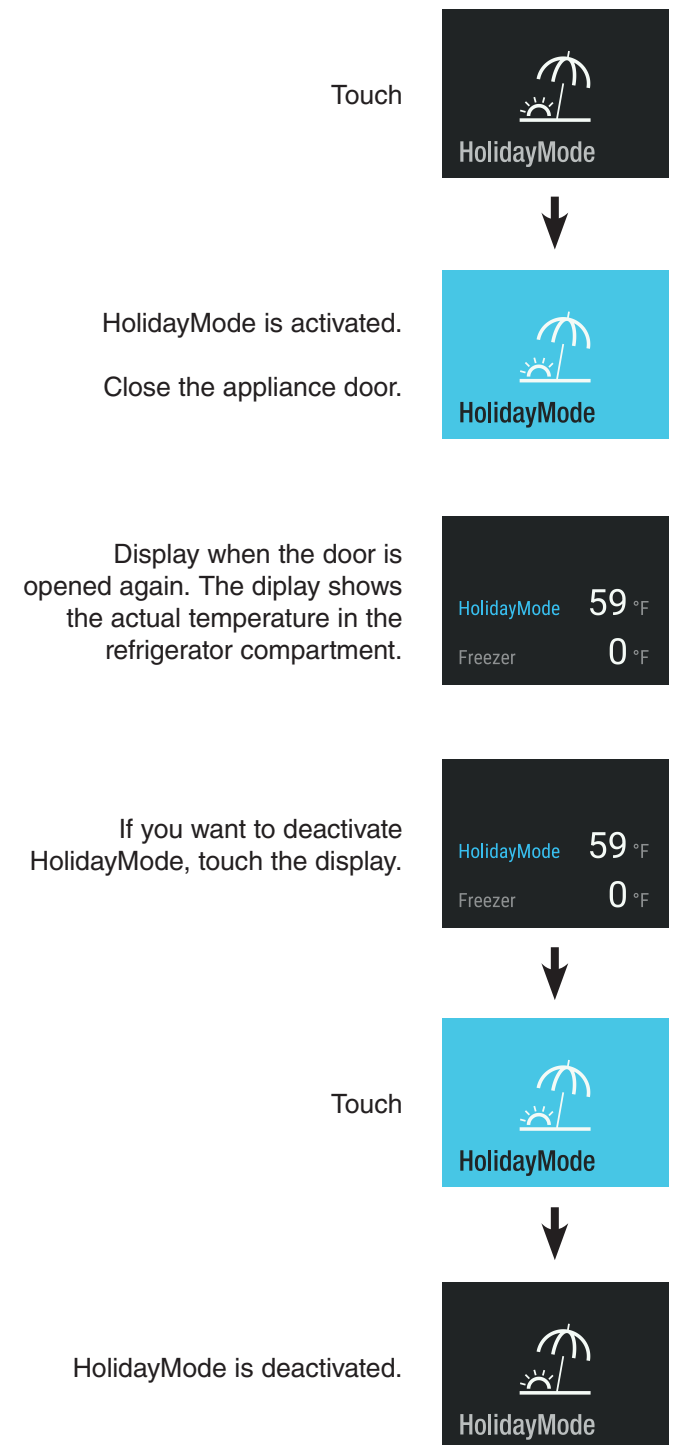 Touch
HolidayMode
HolidayMode is activated.
Close the appliance door.
HolidayMode
Display when the door is
opened again. The diplay shows
the actual temperature in the
refrigerator compartment.
HolidayMode 59 °F
Freezer 0 °F
If you want to deactivate
HolidayMode, touch the display.
HolidayMode 59 °F
Freezer 0 °F
Touch
HolidayMode
HolidayMode is deactivated.
HolidayMode